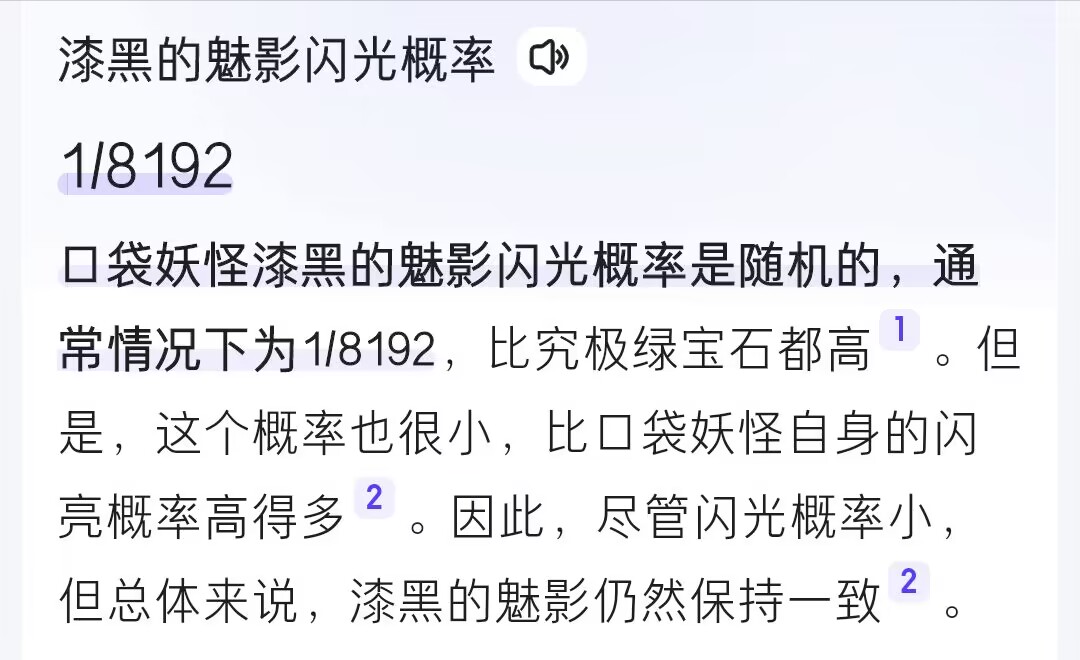 漆黑的魅影闪光概率
1/8192
口袋妖怪漆黑的魅影闪光概率是随机的，通
常情况下为1/8192，比究极绿宝石都高1。但
是，这个概率也很小，比口袋妖怪自身的闪
亮概率高得多2。因此，尽管闪光概率小，
但总体来说，漆黑的魅影仍然保持一致2。